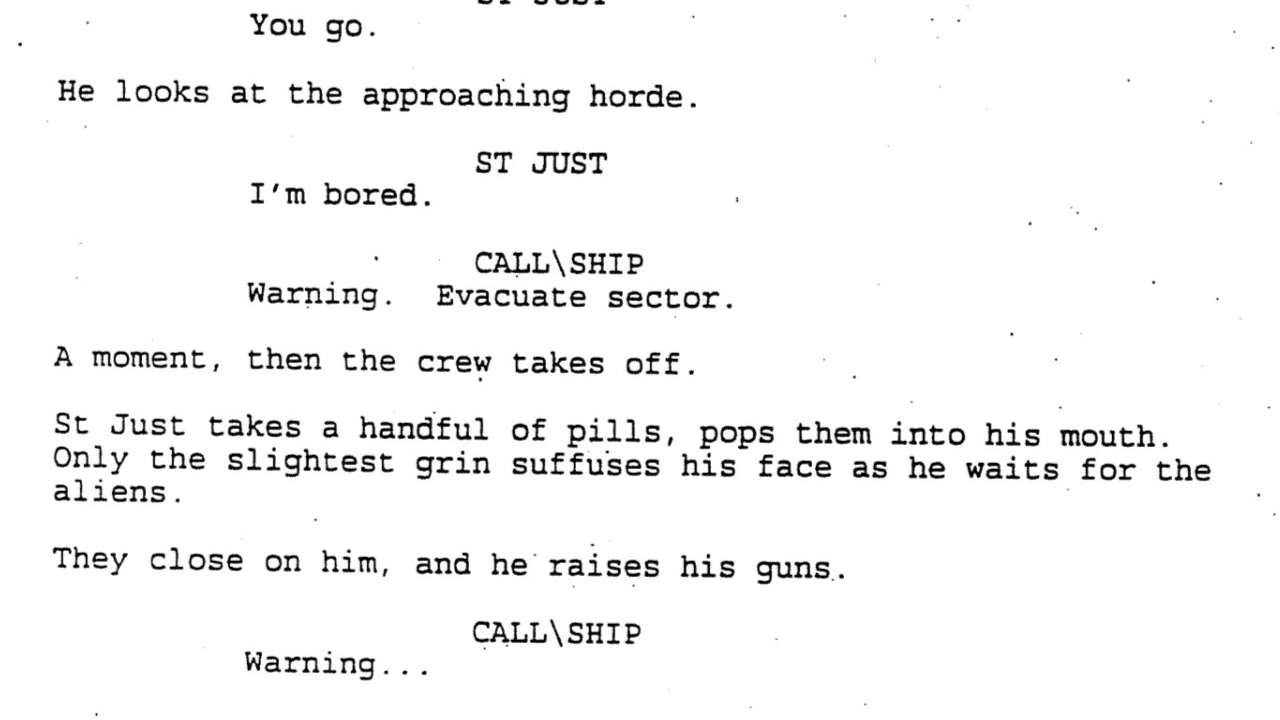 ST JUST
You go.
He looks at the approaching horde.
ST JUST
I'm bored.
CALL\SHIP
Warning.  Evacuate sector.
A moment, then the crew takes off.
St Just takes a handful of pills, pops them into his mouth.
Only the slightest grin suffuses his face as he waits for the
aliens.
They close on him, and he raises his guns.
CALL\SHIP
Warning...